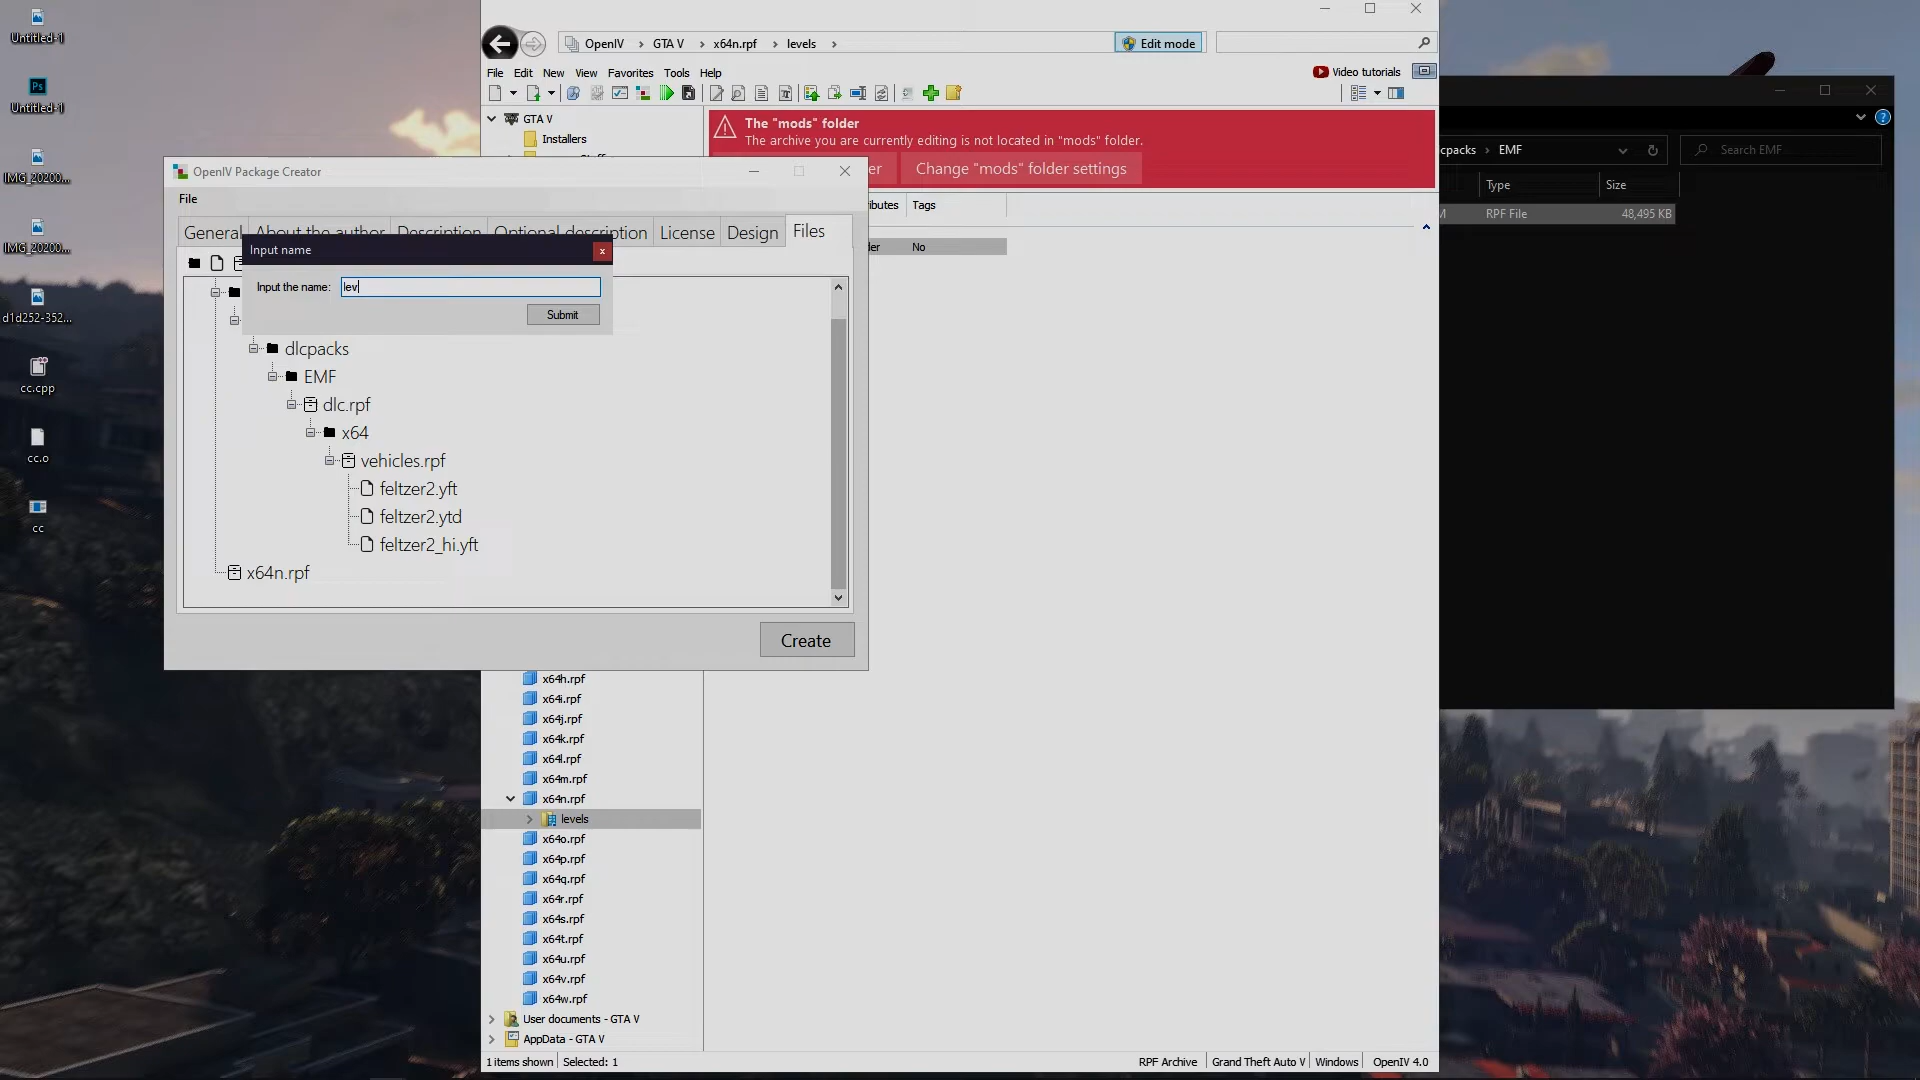 Untitled-1
Untitled-1
IMG_20200...
IMG_20200...
d1d252-352...
cc.cpp
cc.o
cc
OpenIV
GTA V
x64n.rpf
levels
Edit mode
File Edit New View Favorites Tools Help
Video tutorials
GTA V
Installers
The "mods" folder
The archive you are currently editing is not located in "mods" folder.
er
Change "mods" folder settings
ibutes
Tags
der
No
OpenIV Package Creator
File
General
About the author
Description
Optional description
License
Design
Files
Input name
x
Input the name:
lev
Submit
dlcpacks
EMF
dlc.rpf
x64
vehicles.rpf
feltzer2.yft
feltzer2.ytd
feltzer2_hi.yft
x64n.rpf
Create
x64h.rpf
x64i.rpf
x64j.rpf
x64k.rpf
x64l.rpf
x64m.rpf
x64n.rpf
levels
x64o.rpf
x64p.rpf
x64q.rpf
x64r.rpf
x64s.rpf
x64t.rpf
x64u.rpf
x64v.rpf
x64w.rpf
User documents - GTA V
AppData - GTA V
1 items shown
Selected: 1
RPF Archive
Grand Theft Auto V
Windows
OpenIV 4.0
cpacks
EMF
Search EMF
Type
Size
RPF File
48,495 KB